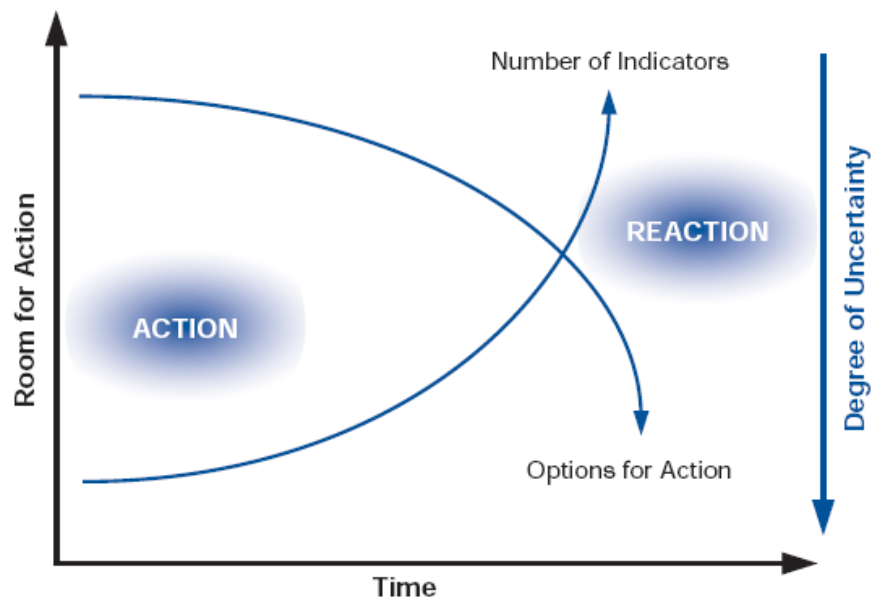 Number of Indicators
REACTION
Room for Action
ACTION
Degree of Uncertainty
Options for Action
Time